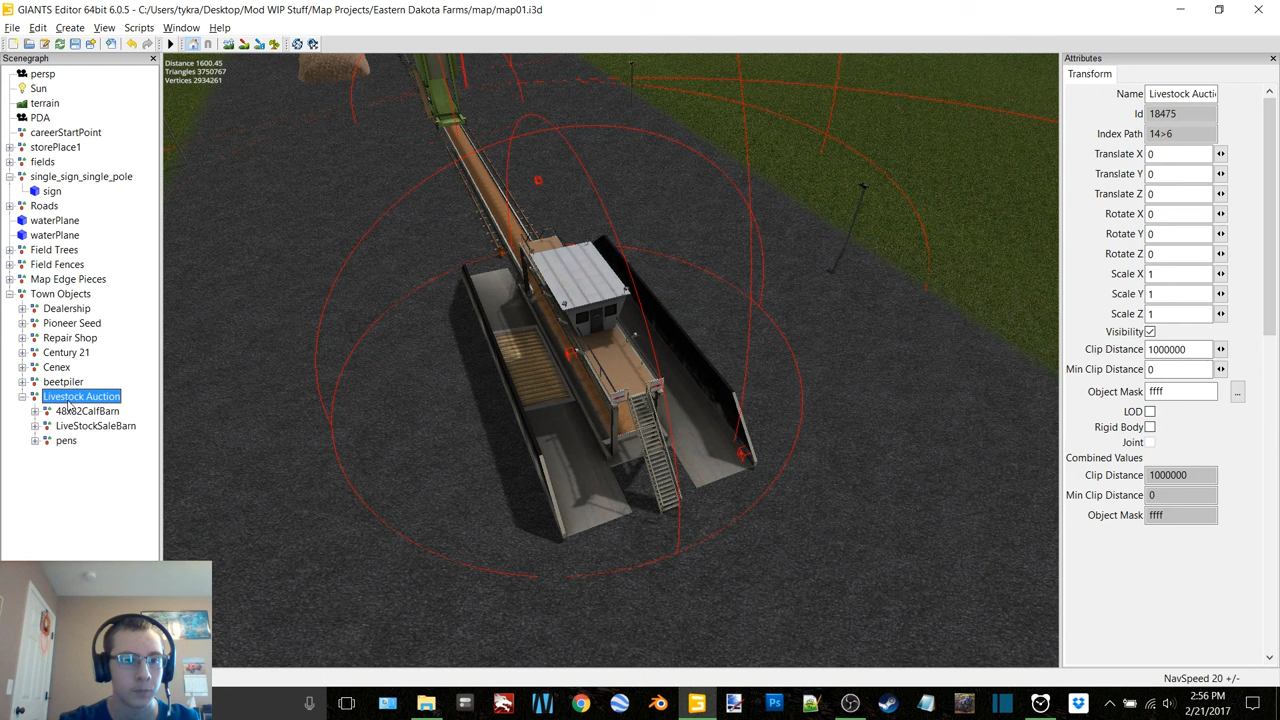 GIANTS Editor 64bit 6.0.5 - C:/Users/tykra/Desktop/Mod WIP Stuff/Map Projects/Eastern Dakota Farms/map/map01.i3d
File Edit View Create Scripts Window Help
Scenegraph
persp
Sun
terrain
PDA
careerStartPoint
storePlace1
fields
single_sign_single_pole
sign
Roads
waterPlane
waterPlane
Field Trees
Field Fences
Map Edge Pieces
Town Objects
Dealership
Pioneer Seed
Repair Shop
Century 21
Cenex
beetpiler
Livestock Auction
LiveStockSaleBarn
pens
Distance 1600.45
Triangles 3750767
Vertices 2934261
Attributes
Transform
Name Livestock Aucti
Id 18475
Index Path 14>6
Translate X 0
Translate Y 0
Translate Z 0
Rotate X 0
Rotate Y 0
Rotate Z 0
Scale X 1
Scale Y 1
Scale Z 1
Visibility
Clip Distance 1000000
Min Clip Distance 0
Object Mask ffff ...
LOD
Rigid Body
Joint
Combined Values
Clip Distance 1000000
Min Clip Distance 0
Object Mask ffff
NavSpeed 20 +/-
2:56 PM
2/21/2017